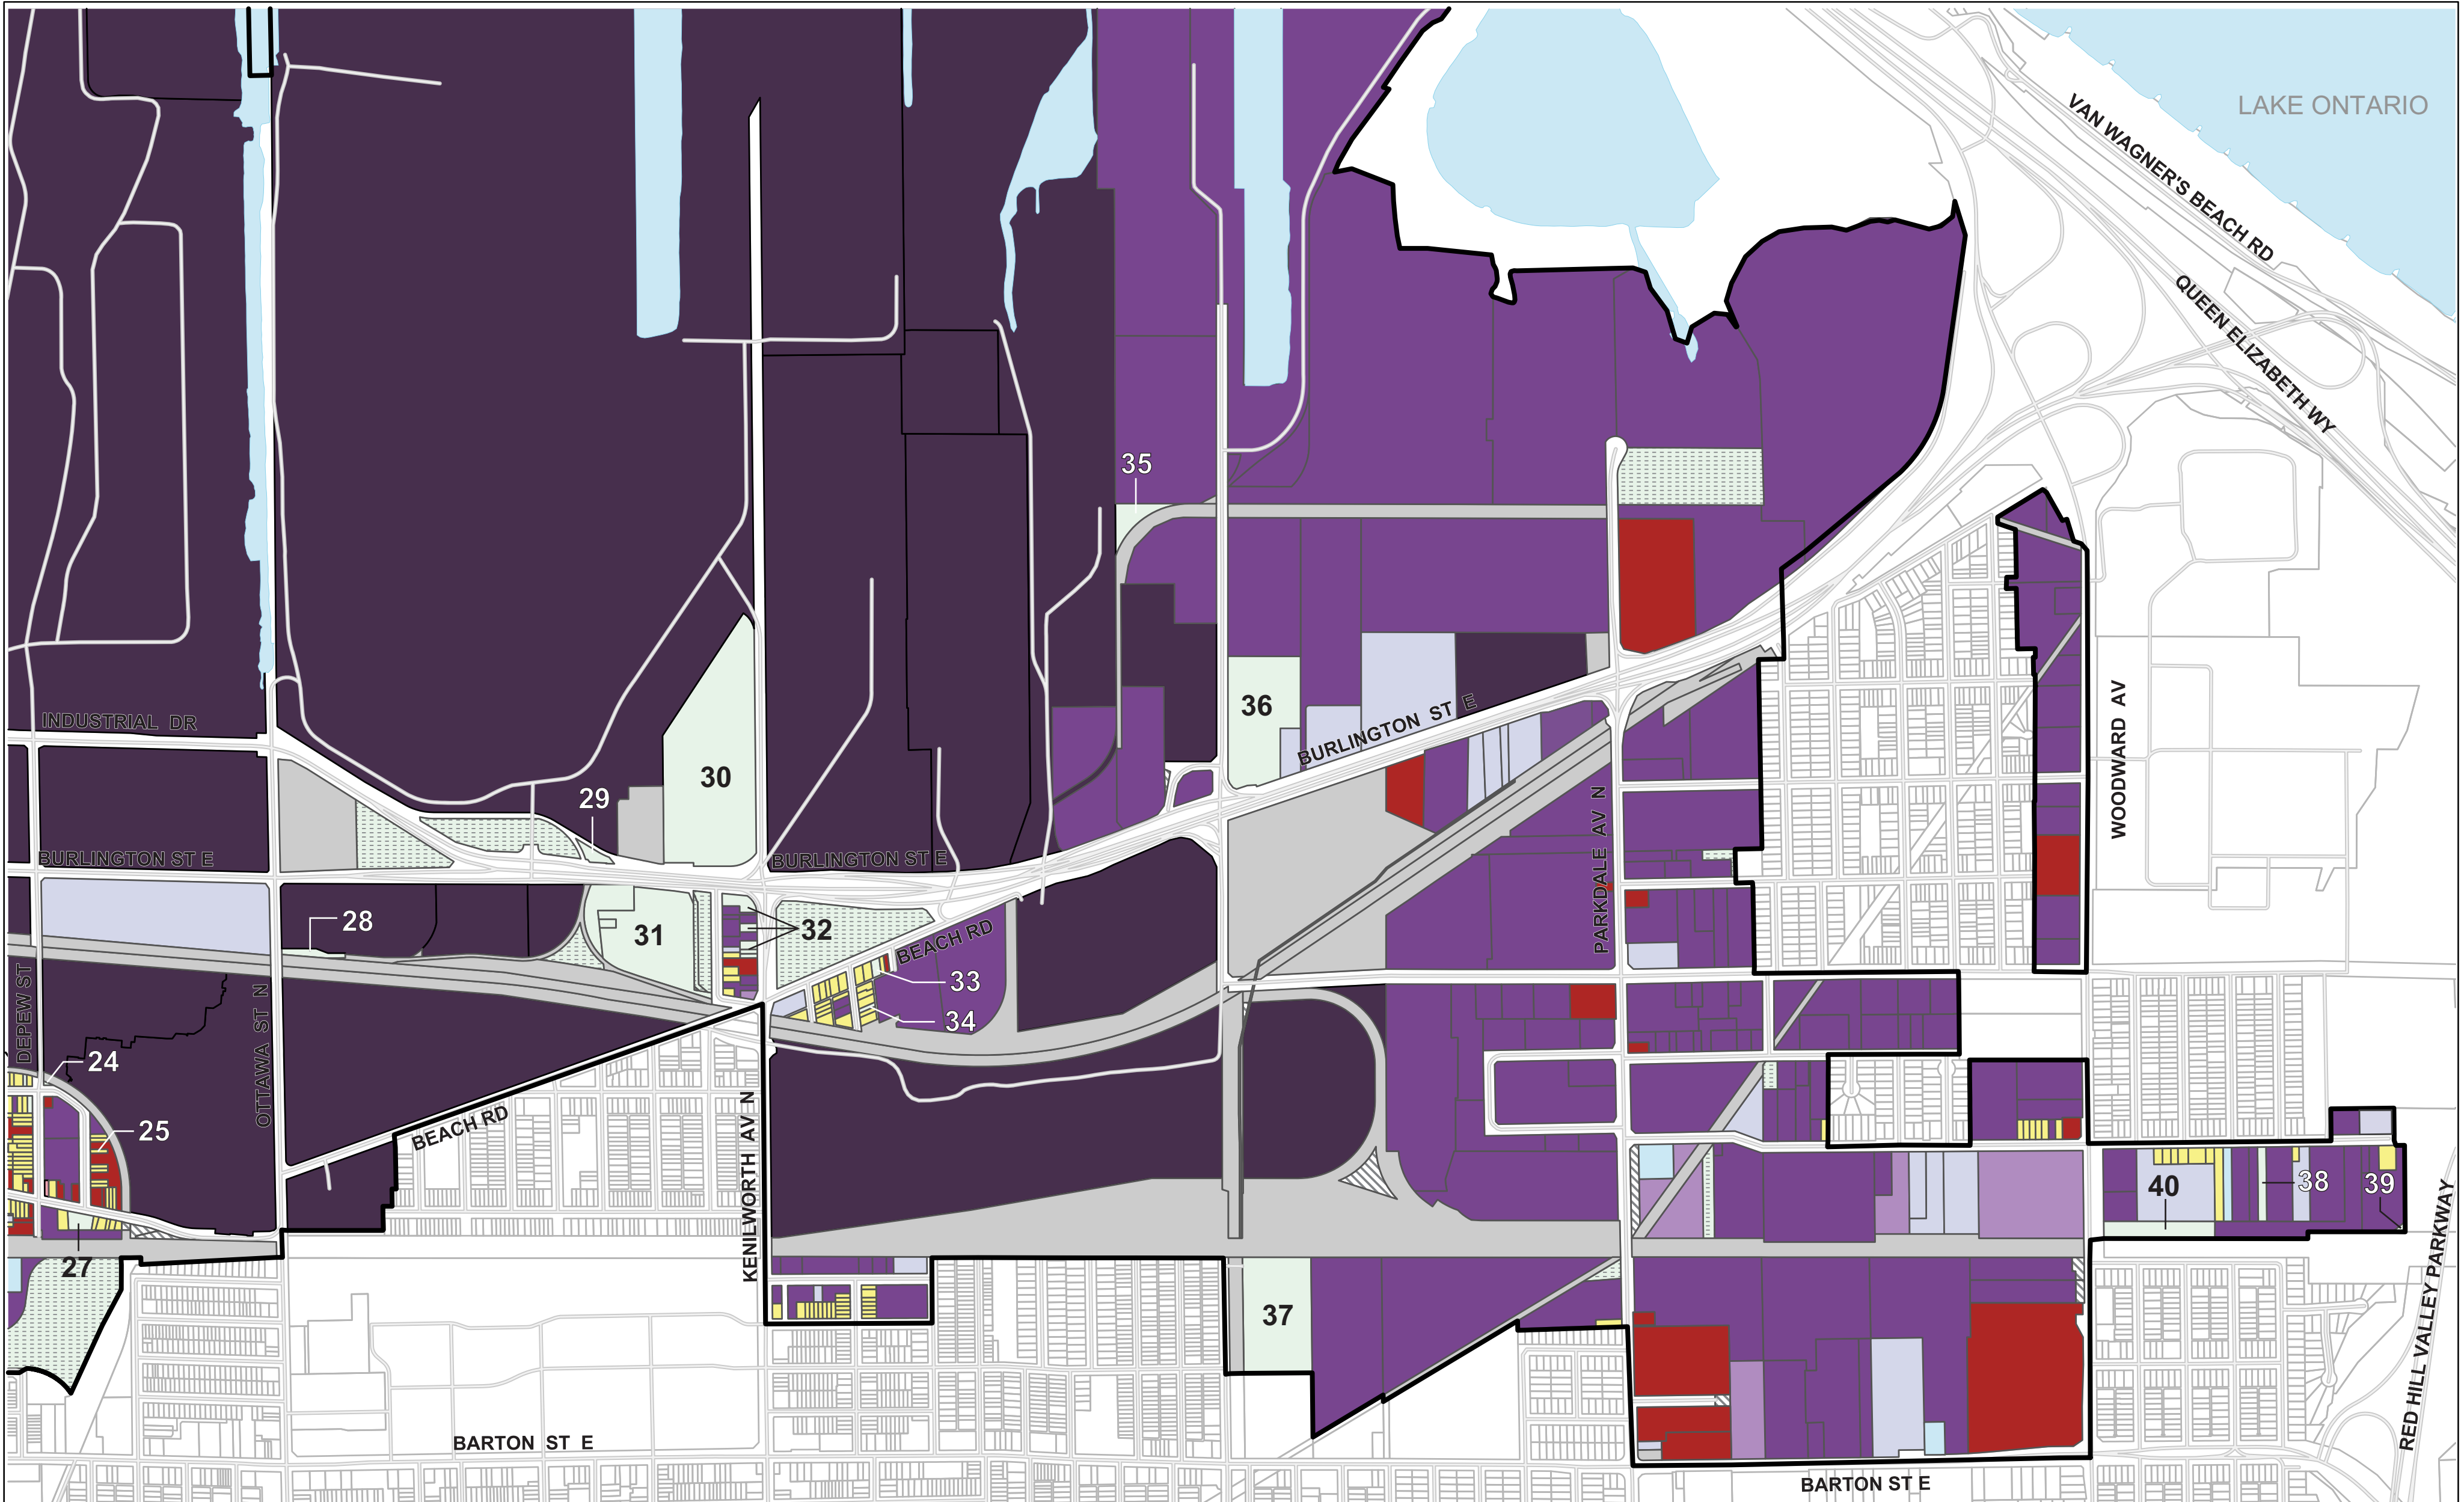 LAKE ONTARIO
VAN WAGNER'S BEACH RD
QUEEN ELIZABETH WY
35
36
30
INDUSTRIAL DR
BURLINGTON ST E
WOODWARD AV
29
PARKDALE AV N
BURLINGTON ST E
BURLINGTON ST E
28
31
32
BEACH RD
33
34
DEPEW ST
24
OTTAWA ST N
25
BEACH RD
KENILWORTH AV N
40
38
39
27
37
RED HILL VALLEY PARKWAY
BARTON ST E
BARTON ST E